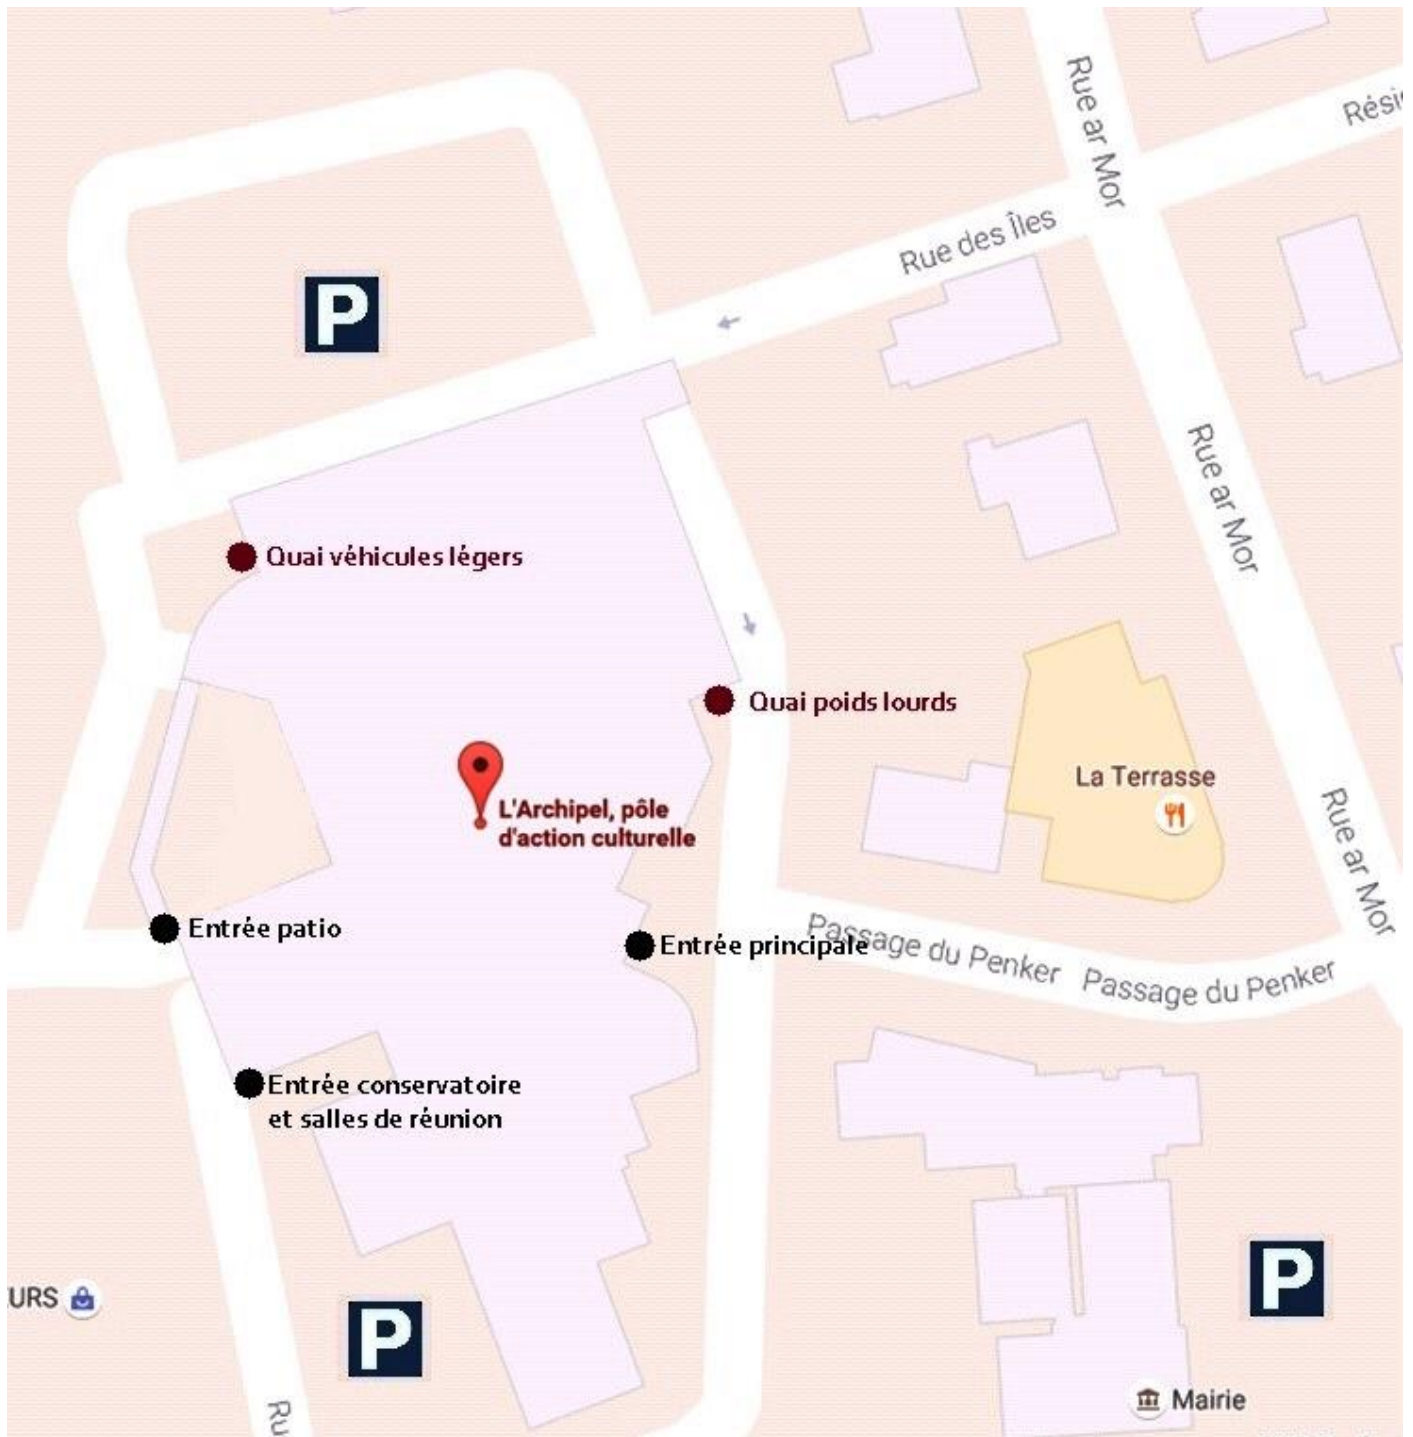 Rue ar Mor
Rési
Rue des Îles
P
Rue ar Mor
Quai véhicules légers
Quai poids lourds
La Terrasse
L'Archipel, pôle
d'action culturelle
Rue ar Mor
Entrée patio
Entrée principale
Passage du Penker
Passage du Penker
Entrée conservatoire
et salles de réunion
P
URS
P
Mairie
Ru